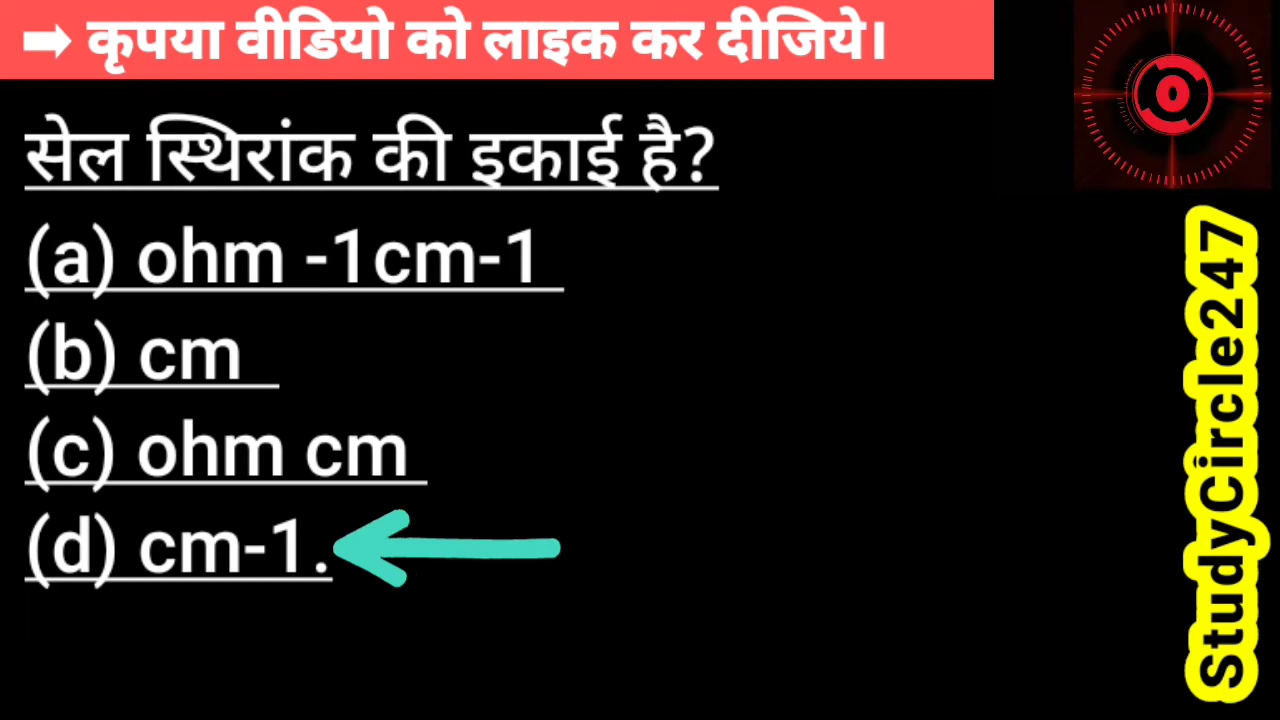 ➡ कृपया वीडियो को लाइक कर दीजिये।
सेल स्थिरांक की इकाई है?
(a) ohm -1cm-1
(b) cm
(c) ohm cm
(d) cm-1.
StudyCircle247